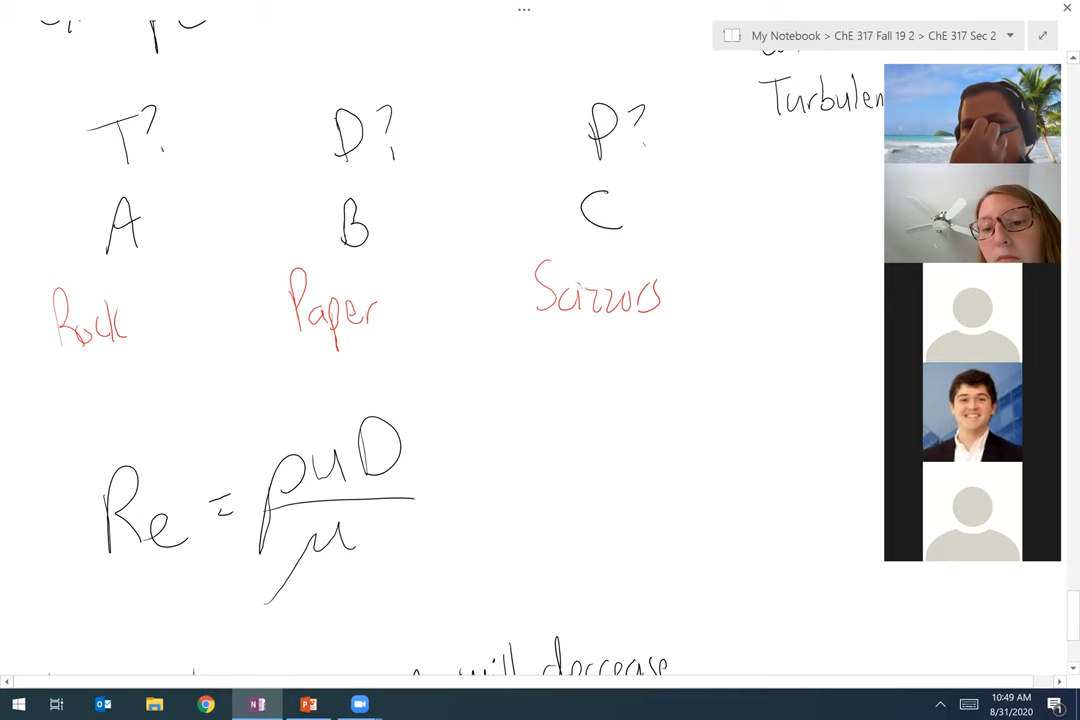 My Notebook > ChE 317 Fall 19 2 > ChE 317 Sec 2
Turbulen
T? D? P?
A B C
Rock Paper Scizzors
Re = ρuD
μ
will decrease
10:49 AM
8/31/2020